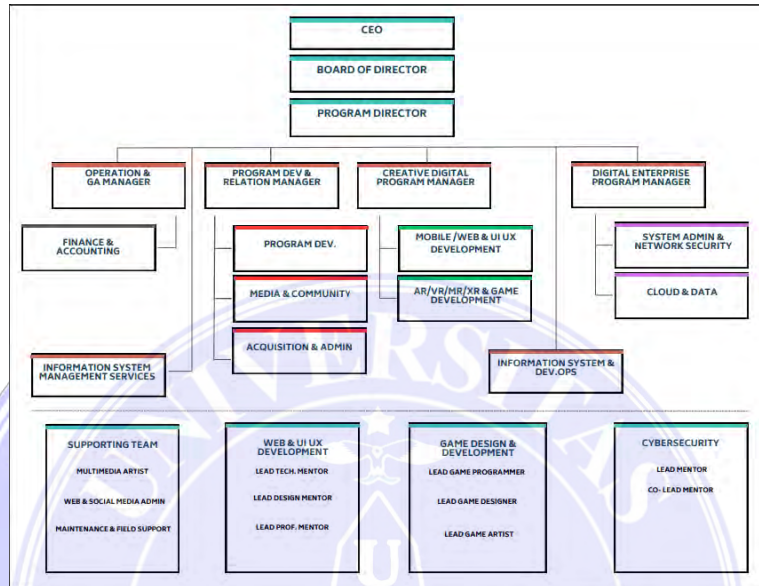 CEO
BOARD OF DIRECTOR
PROGRAM DIRECTOR
OPERATION &
GA MANAGER
PROGRAM DEV &
RELATION MANAGER
CREATIVE DIGITAL
PROGRAM MANAGER
DIGITAL ENTERPRISE
PROGRAM MANAGER
FINANCE &
ACCOUNTING
PROGRAM DEV.
MOBILE /WEB & UI UX
DEVELOPMENT
SYSTEM ADMIN &
NETWORK SECURITY
MEDIA & COMMUNITY
AR/VR/MR/XR & GAME
DEVELOPMENT
CLOUD & DATA
ACQUISITION & ADMIN
INFORMATION SYSTEM
MANAGEMENT SERVICES
INFORMATION SYSTEM &
DEV.OPS
SUPPORTING TEAM
MULTIMEDIA ARTIST
WEB & SOCIAL MEDIA ADMIN
MAINTENANCE & FIELD SUPPORT
WEB & UI UX
DEVELOPMENT
LEAD TECH. MENTOR
LEAD DESIGN MENTOR
LEAD PROF. MENTOR
GAME DESIGN &
DEVELOPMENT
LEAD GAME PROGRAMMER
LEAD GAME DESIGNER
LEAD GAME ARTIST
CYBERSECURITY
LEAD MENTOR
CO- LEAD MENTOR
UNIVERSITAS
U